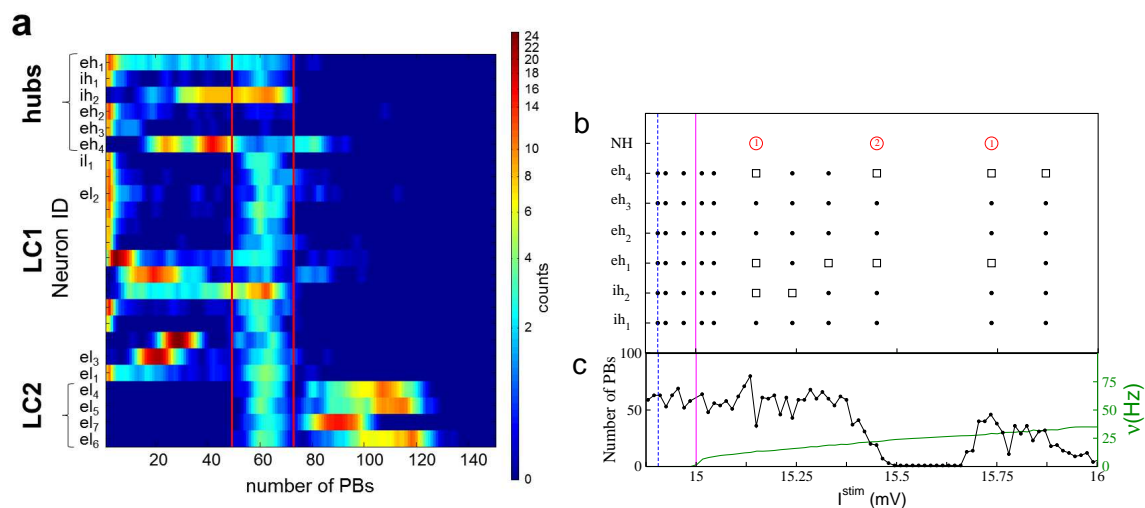 a
hubs
LC1
LC2
Neuron ID
eh1
ih1
ih2
eh2
eh3
eh4
il1
el2
el3
el1
el4
el5
el7
el6
20 40 60 80 100 120 140
number of PBs
24
22
20
18
16
14
12
10
8
6
4
2
0
counts
b
NH 1 2 1
eh4
eh3
eh2
eh1
ih2
ih1
c
100
50
0
Number of PBs
75
50
25
0
ν(Hz)
15 15.25 15.5 15.75 16
I^stim (mV)